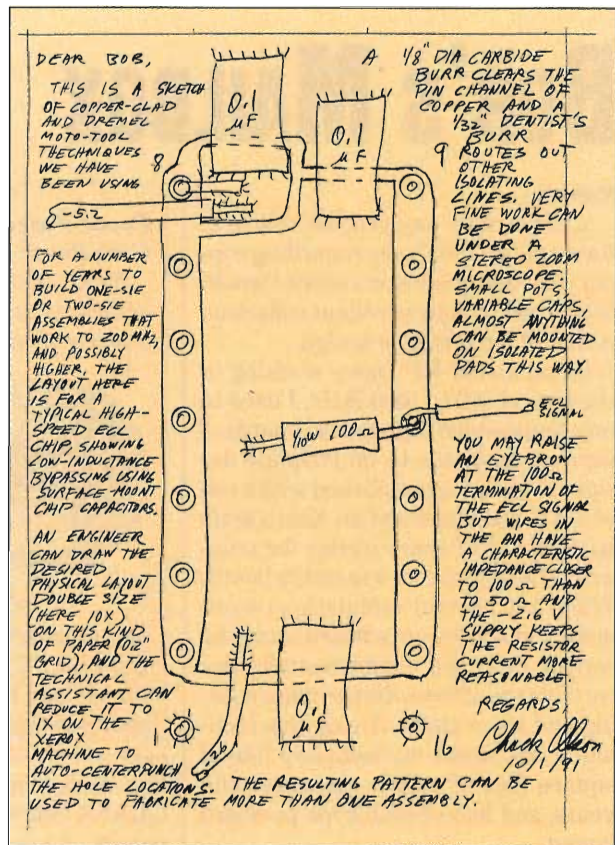 DEAR BOB,
THIS IS A SKETCH
OF COPPER-CLAD
AND DREMEL
MOTO-TOOL
THECHNIQUES
WE HAVE
BEEN USING
FOR A NUMBER
OF YEARS TO
BUILD ONE-SIE
OR TWO-SIE
ASSEMBLIES THAT
WORK TO 200 MHz,
AND POSSIBLY
HIGHER, THE
LAYOUT HERE
IS FOR A
TYPICAL HIGH-
SPEED ECL
CHIP, SHOWING
LOW-INDUCTANCE
BYPASSING USING
SURFACE-MOUNT
CHIP CAPACITORS.
AN ENGINEER
CAN DRAW THE
DESIRED
PHYSICAL LAYOUT
DOUBLE SIZE
(HERE 10X)
ON THIS KIND
OF PAPER (0.2"
GRID), AND THE
TECHNICAL
ASSISTANT CAN
REDUCE IT TO
1X ON THE
XEROX
MACHINE TO
AUTO-CENTERPUNCH
THE HOLE LOCATIONS. THE RESULTING PATTERN CAN BE
USED TO FABRICATE MORE THAN ONE ASSEMBLY.
0.1
µF
0.1
µF
8
9
-5.2
1/10W 100Ω
ECL
SIGNAL
0.1
µF
-2.6
1
16
A 1/8" DIA CARBIDE
BURR CLEARS THE
PIN CHANNEL OF
COPPER AND A
1/32" DENTIST'S
BURR
ROUTES OUT
OTHER
ISOLATING
LINES. VERY
FINE WORK CAN
BE DONE
UNDER A
STEREO ZOOM
MICROSCOPE.
SMALL POTS,
VARIABLE CAPS,
ALMOST ANYTHING
CAN BE MOUNTED
ON ISOLATED
PADS THIS WAY.
YOU MAY RAISE
AN EYEBROW
AT THE 100Ω
TERMINATION OF
THE ECL SIGNAL
BUT WIRES IN
THE AIR HAVE
A CHARACTERISTIC
IMPEDANCE CLOSER
TO 100Ω THAN
TO 50Ω AND
THE -2.6 V
SUPPLY KEEPS
THE RESISTOR
CURRENT MORE
REASONABLE.
REGARDS,
Chuck Olson
10/1/91